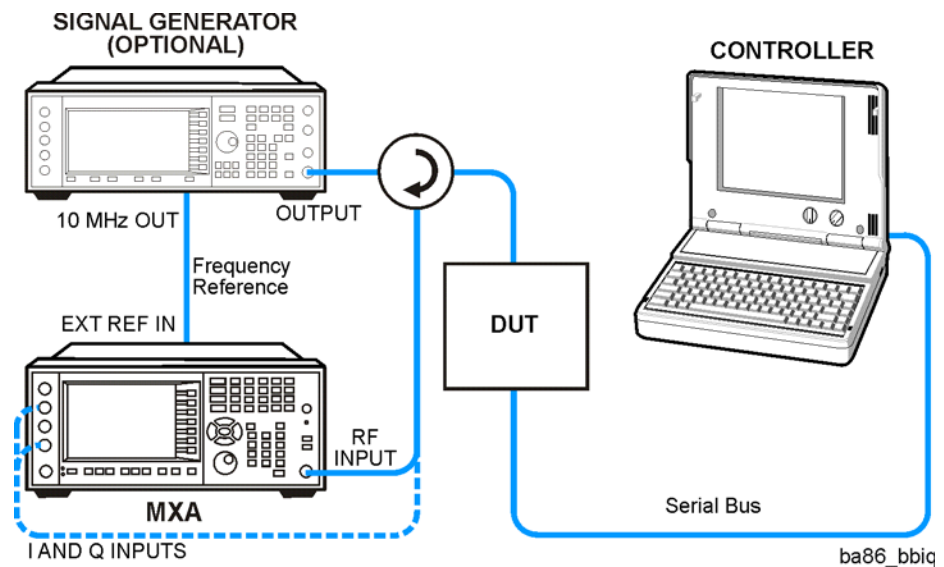 SIGNAL GENERATOR
(OPTIONAL)
CONTROLLER
10 MHz OUT
OUTPUT
Frequency
Reference
EXT REF IN
DUT
RF
INPUT
MXA
Serial Bus
I AND Q INPUTS
ba86_bbiq